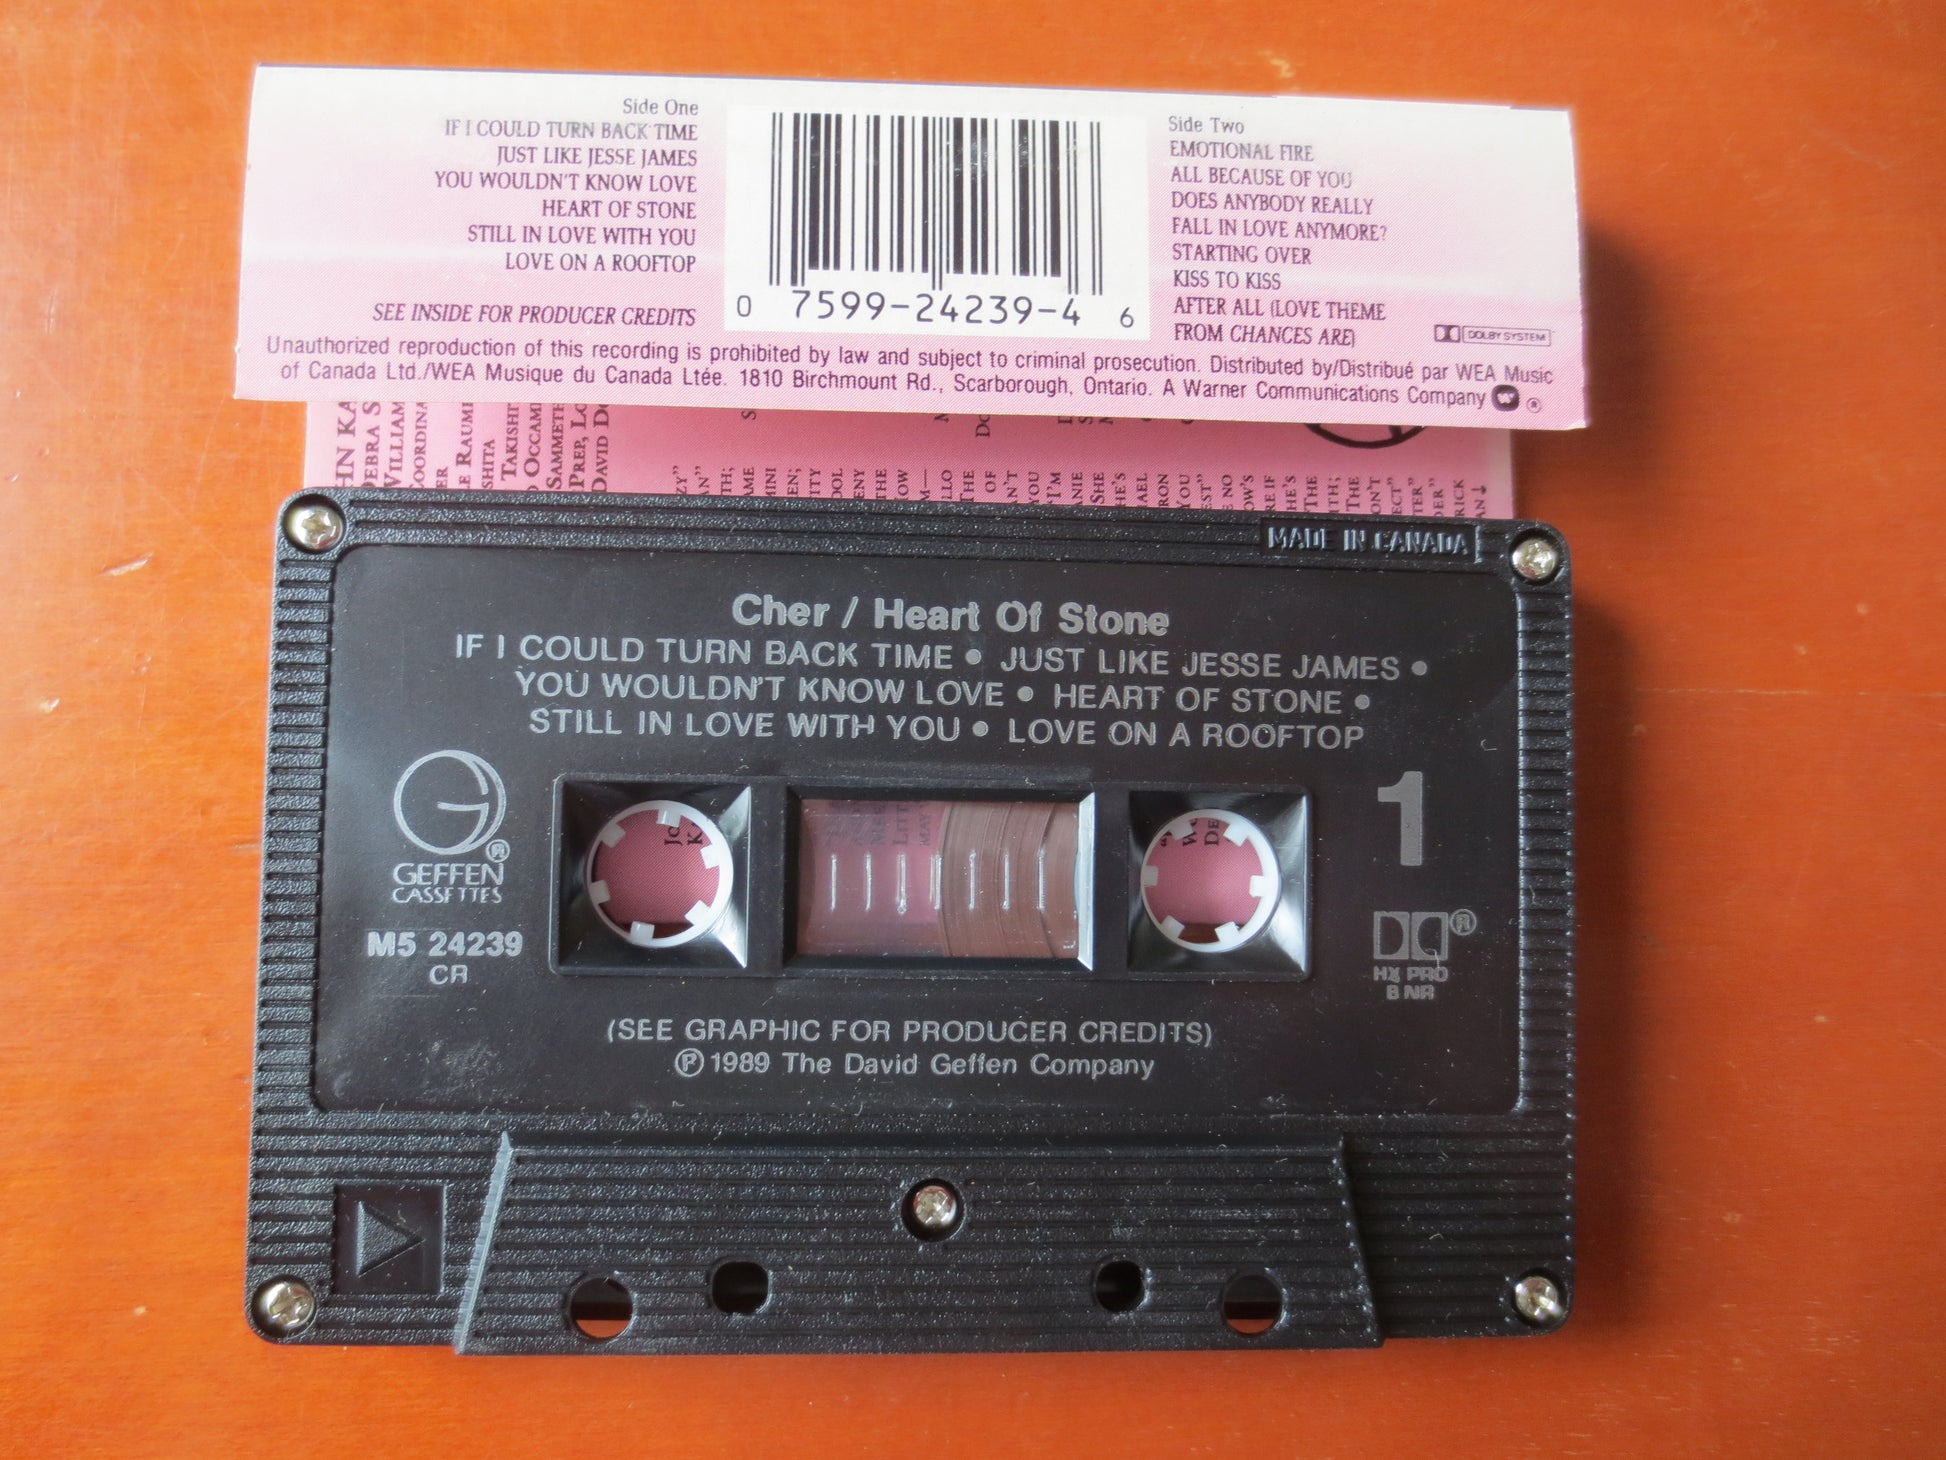 Side One
IF I COULD TURN BACK TIME
JUST LIKE JESSE JAMES
YOU WOULDN'T KNOW LOVE
HEART OF STONE
STILL IN LOVE WITH YOU
LOVE ON A ROOFTOP
SEE INSIDE FOR PRODUCER CREDITS
0 7599-24239-4 6
Side Two
EMOTIONAL FIRE
ALL BECAUSE OF YOU
DOES ANYBODY REALLY
FALL IN LOVE ANYMORE?
STARTING OVER
KISS TO KISS
AFTER ALL (LOVE THEME
FROM CHANCES ARE)
DOLBY SYSTEM
Unauthorized reproduction of this recording is prohibited by law and subject to criminal prosecution. Distributed by/Distribué par WEA Music
of Canada Ltd./WEA Musique du Canada Ltée. 1810 Birchmount Rd., Scarborough, Ontario. A Warner Communications Company ®
MADE IN CANADA
Cher / Heart Of Stone
IF I COULD TURN BACK TIME • JUST LIKE JESSE JAMES •
YOU WOULDN'T KNOW LOVE • HEART OF STONE •
STILL IN LOVE WITH YOU • LOVE ON A ROOFTOP
GEFFEN ®
CASSETTES
M5 24239
CR
1
®
HX PRO
B NR
(SEE GRAPHIC FOR PRODUCER CREDITS)
℗ 1989 The David Geffen Company